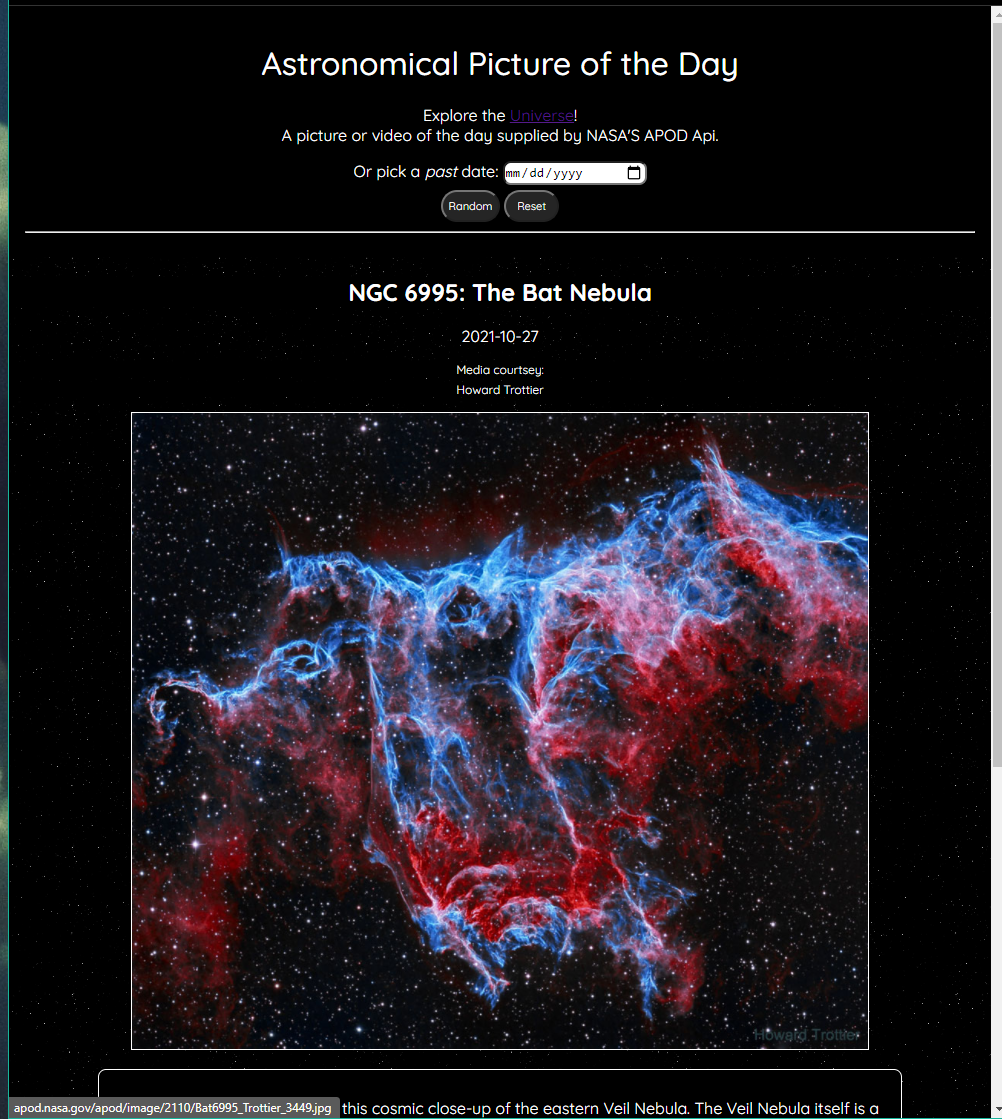 Astronomical Picture of the Day
Explore the Universe!
A picture or video of the day supplied by NASA'S APOD Api.
Or pick a past date: mm/dd/yyyy
Random Reset
NGC 6995: The Bat Nebula
2021-10-27
Media courtsey:
Howard Trottier
Howard Trottier
this cosmic close-up of the eastern Veil Nebula. The Veil Nebula itself is a
apod.nasa.gov/apod/image/2110/Bat6995_Trottier_3449.jpg